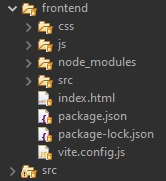 frontend
css
js
node_modules
src
index.html
package.json
package-lock.json
vite.config.js
src